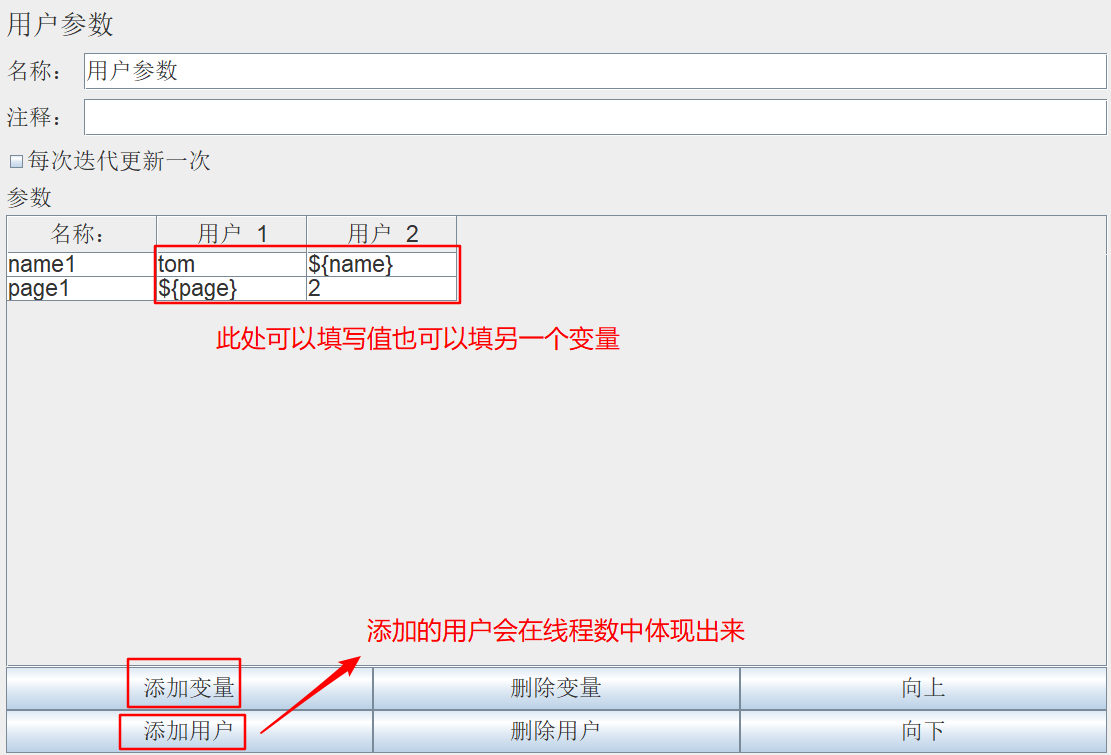 用户参数
名称： 用户参数
注释：
每次迭代更新一次
参数
名称： 用户 1 用户 2
name1 tom ${name}
page1 ${page} 2
此处可以填写值也可以填另一个变量
添加的用户会在线程数中体现出来
添加变量 删除变量 向上
添加用户 删除用户 向下